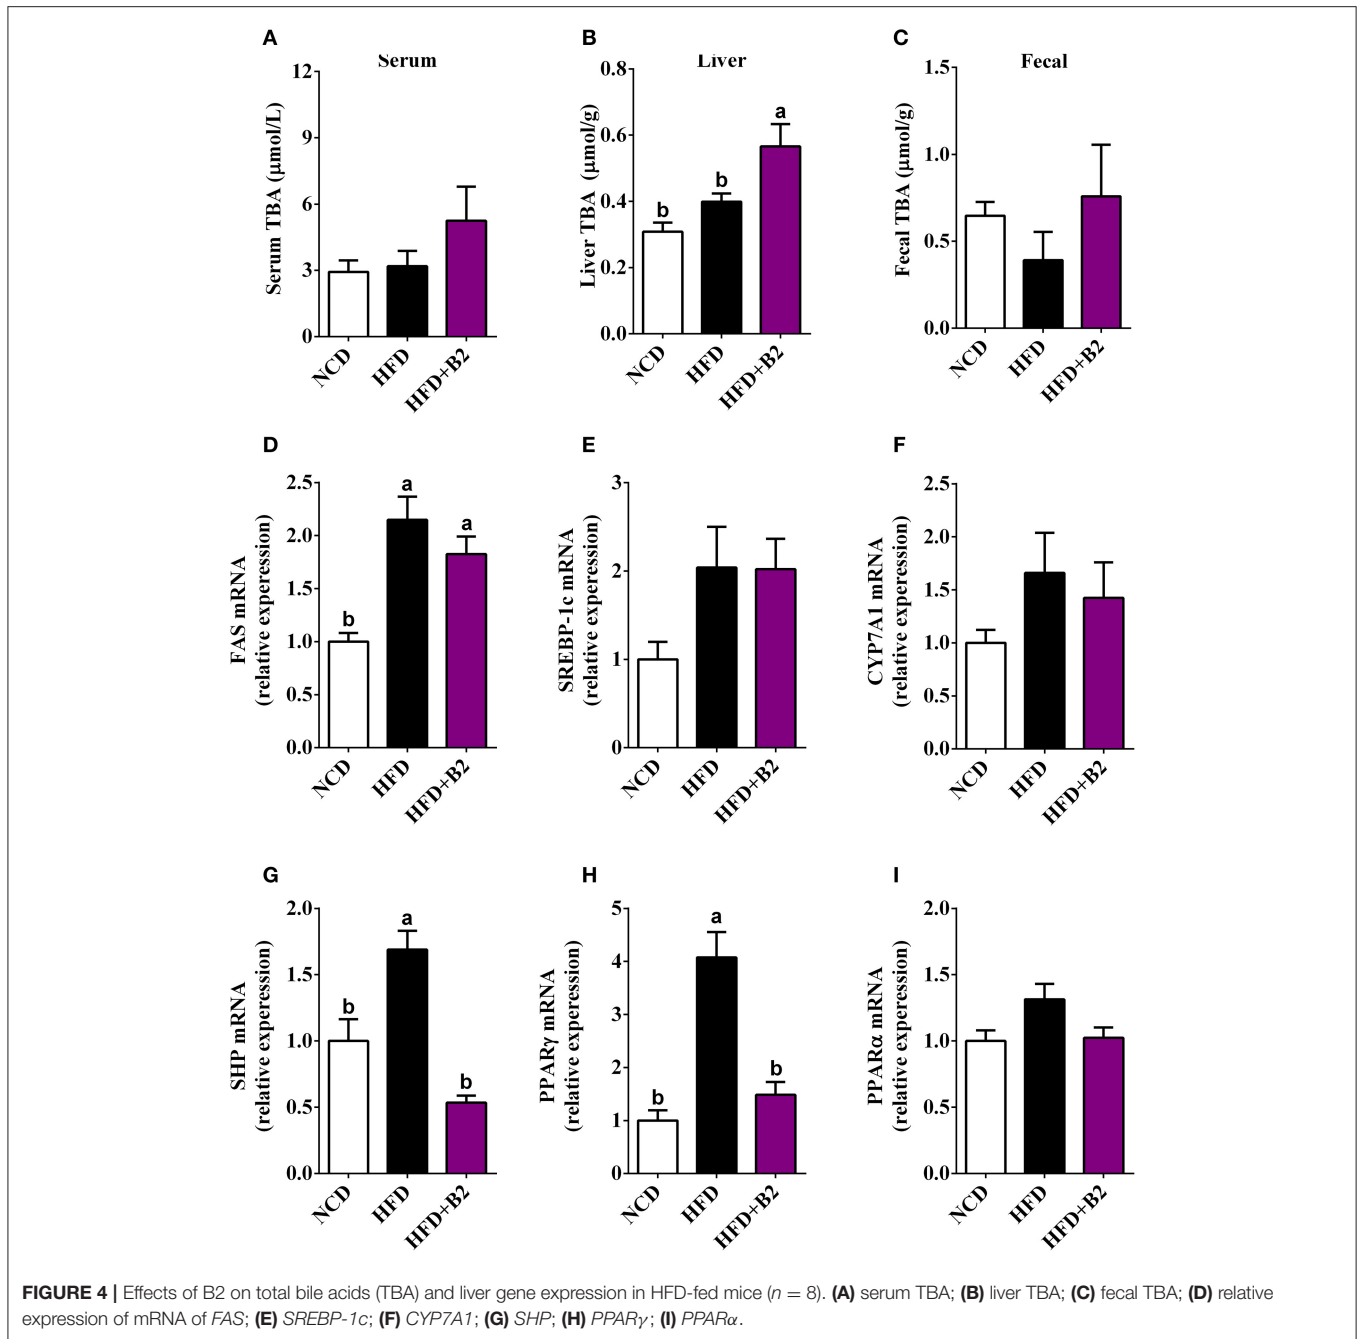 A
Serum
Serum TBA (μmol/L)
12
9
6
3
0
NCD
HFD
HFD+B2
B
Liver
Liver TBA (μmol/g)
0.8
0.6
0.4
0.2
0.0
b
b
a
NCD
HFD
HFD+B2
C
Fecal
Fecal TBA (μmol/g)
1.5
1.0
0.5
0.0
NCD
HFD
HFD+B2
D
FAS mRNA
(relative experession)
2.5
2.0
1.5
1.0
0.5
0.0
b
a
a
NCD
HFD
HFD+B2
E
SREBP-1c mRNA
(relative experession)
3
2
1
0
NCD
HFD
HFD+B2
F
CYP7A1 mRNA
(relative experession)
2.5
2.0
1.5
1.0
0.5
0.0
NCD
HFD
HFD+B2
G
SHP mRNA
(relative experession)
2.0
1.5
1.0
0.5
0.0
b
a
b
NCD
HFD
HFD+B2
H
PPARγ mRNA
(relative experession)
5
4
3
2
1
0
b
a
b
NCD
HFD
HFD+B2
I
PPARα mRNA
(relative experession)
2.0
1.5
1.0
0.5
0.0
NCD
HFD
HFD+B2
FIGURE 4 | Effects of B2 on total bile acids (TBA) and liver gene expression in HFD-fed mice (n = 8). (A) serum TBA; (B) liver TBA; (C) fecal TBA; (D) relative
expression of mRNA of FAS; (E) SREBP-1c; (F) CYP7A1; (G) SHP; (H) PPARγ; (I) PPARα.